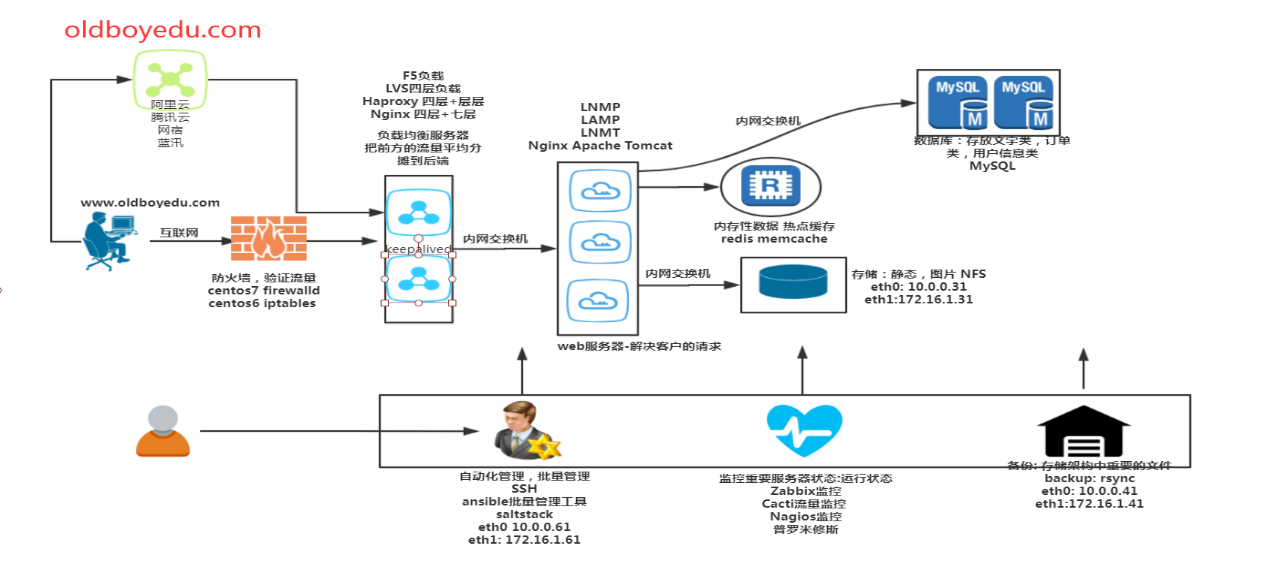 oldboyedu.com
阿里云
腾讯云
网宿
蓝汛
www.oldboyedu.com
互联网
防火墙，验证流量
centos7 firewalld
centos6 iptables
F5负载
LVS四层负载
Haproxy 四层+层层
Nginx 四层+七层
负载均衡服务器
把前方的流量平均分
摊到后端
keepalived
内网交换机
LNMP
LAMP
LNMT
Nginx Apache Tomcat
web服务器-解决客户的请求
内网交换机
MySQL
M
MySQL
M
数据库：存放文字类，订单
类，用户信息类
MySQL
R
内存性数据 热点缓存
redis memcache
内网交换机
存储：静态，图片 NFS
eth0: 10.0.0.31
eth1:172.16.1.31
自动化管理，批量管理
SSH
ansible批量管理工具
saltstack
eth0 10.0.0.61
eth1: 172.16.1.61
监控重要服务器状态:运行状态
Zabbix监控
Cacti流量监控
Nagios监控
普罗米修斯
备份: 存储架构中重要的文件
backup: rsync
eth0: 10.0.0.41
eth1:172.16.1.41